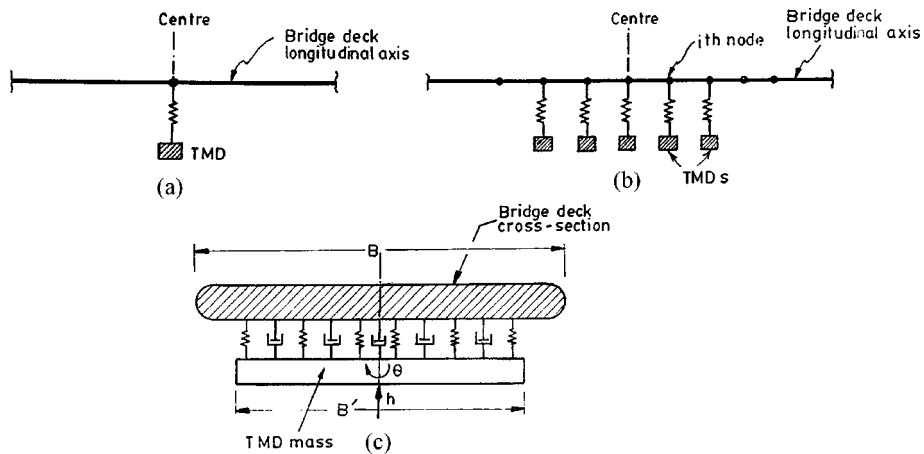 Centre
Bridge deck
longitudinal axis
TMD
(a)
Centre
ith node
Bridge deck
longitudinal axis
TMD s
(b)
Bridge deck
cross-section
B
θ
h
B′
TMD mass
(c)